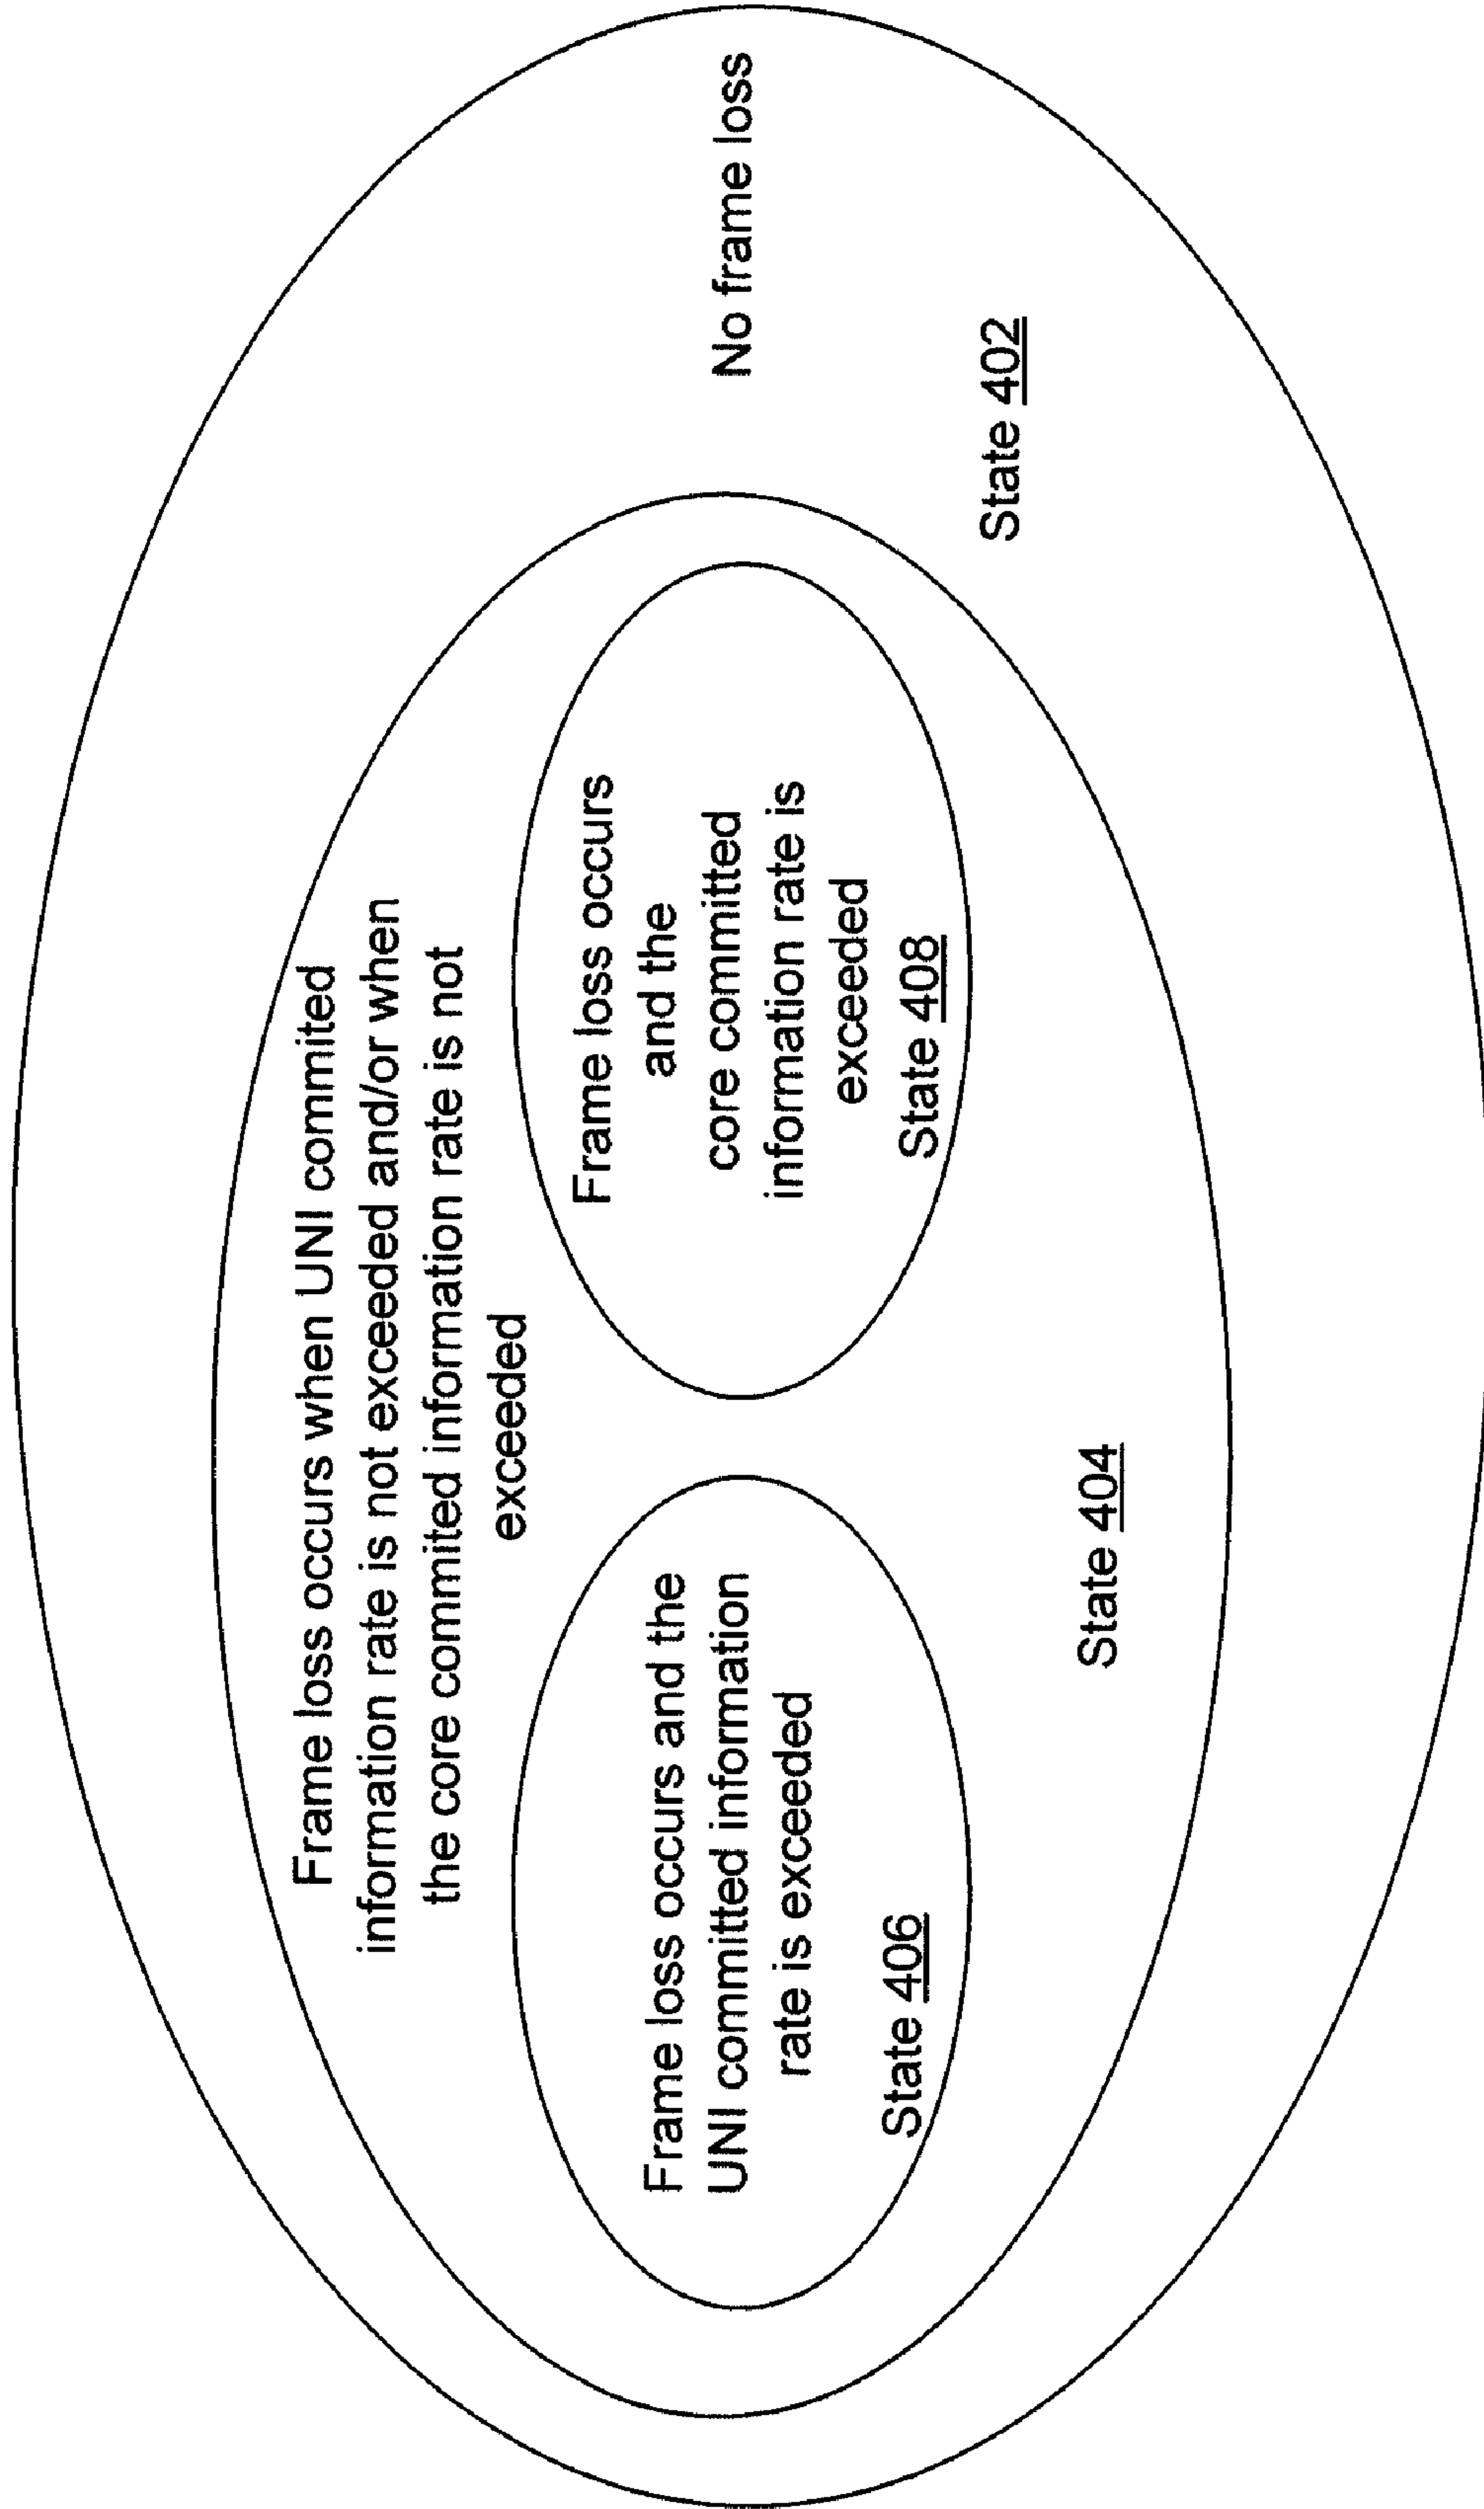 Frame loss occurs when UNI commited
information rate is not exceeded and/or when
the core commited information rate is not
exceeded
Frame loss occurs and the
UNI committed information
rate is exceeded
State 406
Frame loss occurs
and the
core committed
information rate is
exceeded
State 408
State 404
No frame loss
State 402